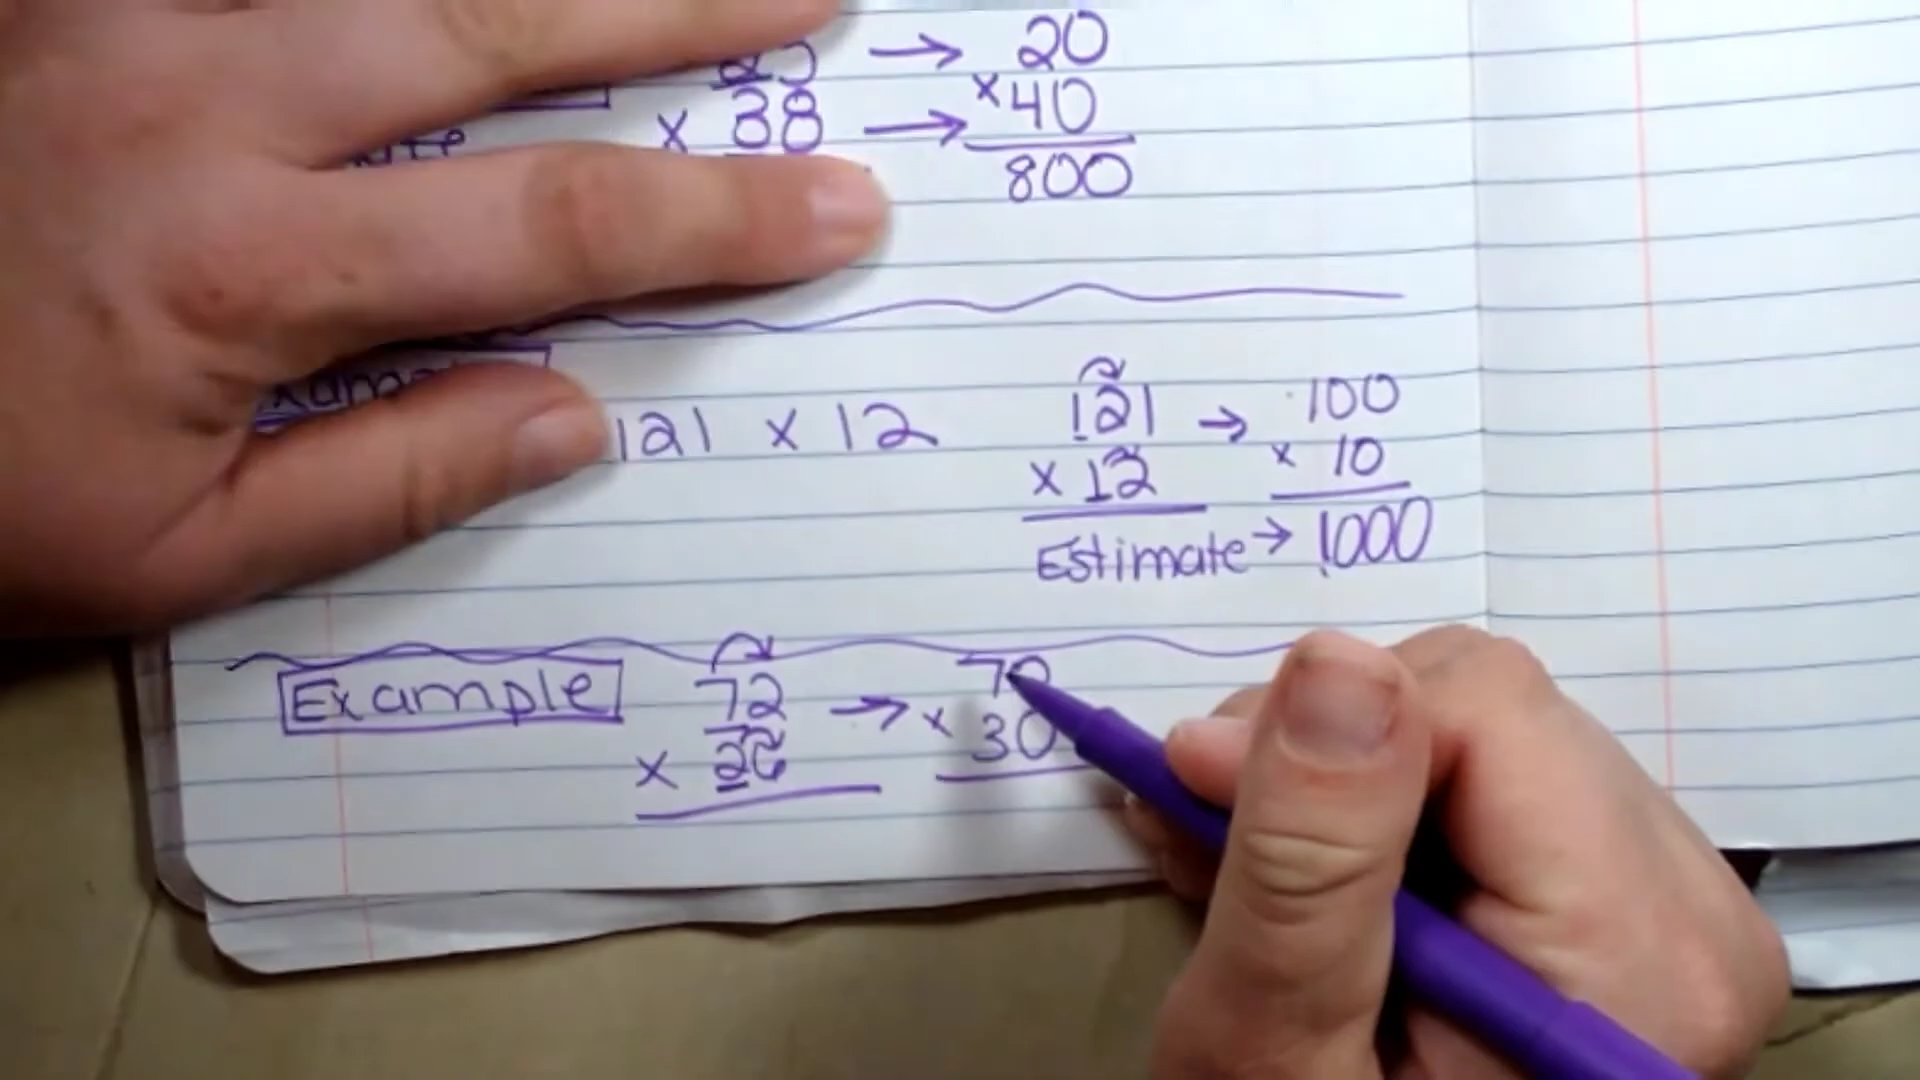 → 20
x 38 → x 40
800
121 x 12
121 → 100
x 12 x 10
Estimate → 1000
Example 72 → 70
x 26 x 30